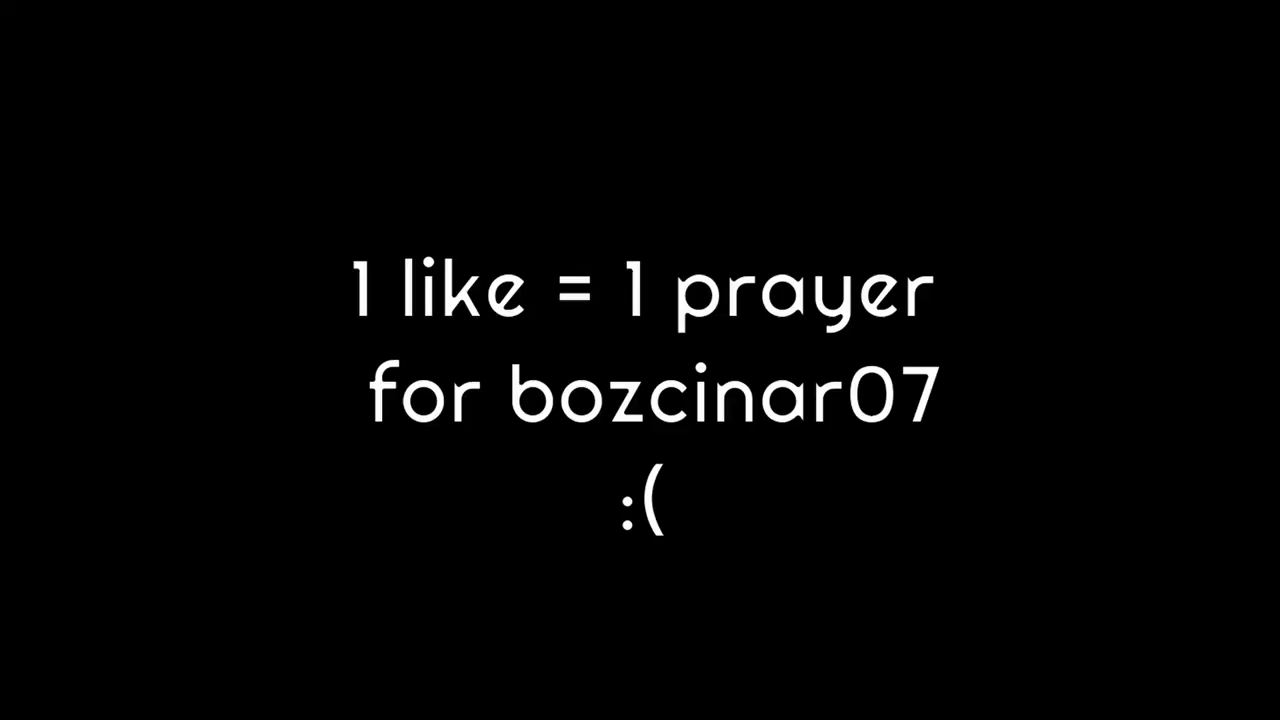 1 like = 1 prayer
for bozcinar07
:(